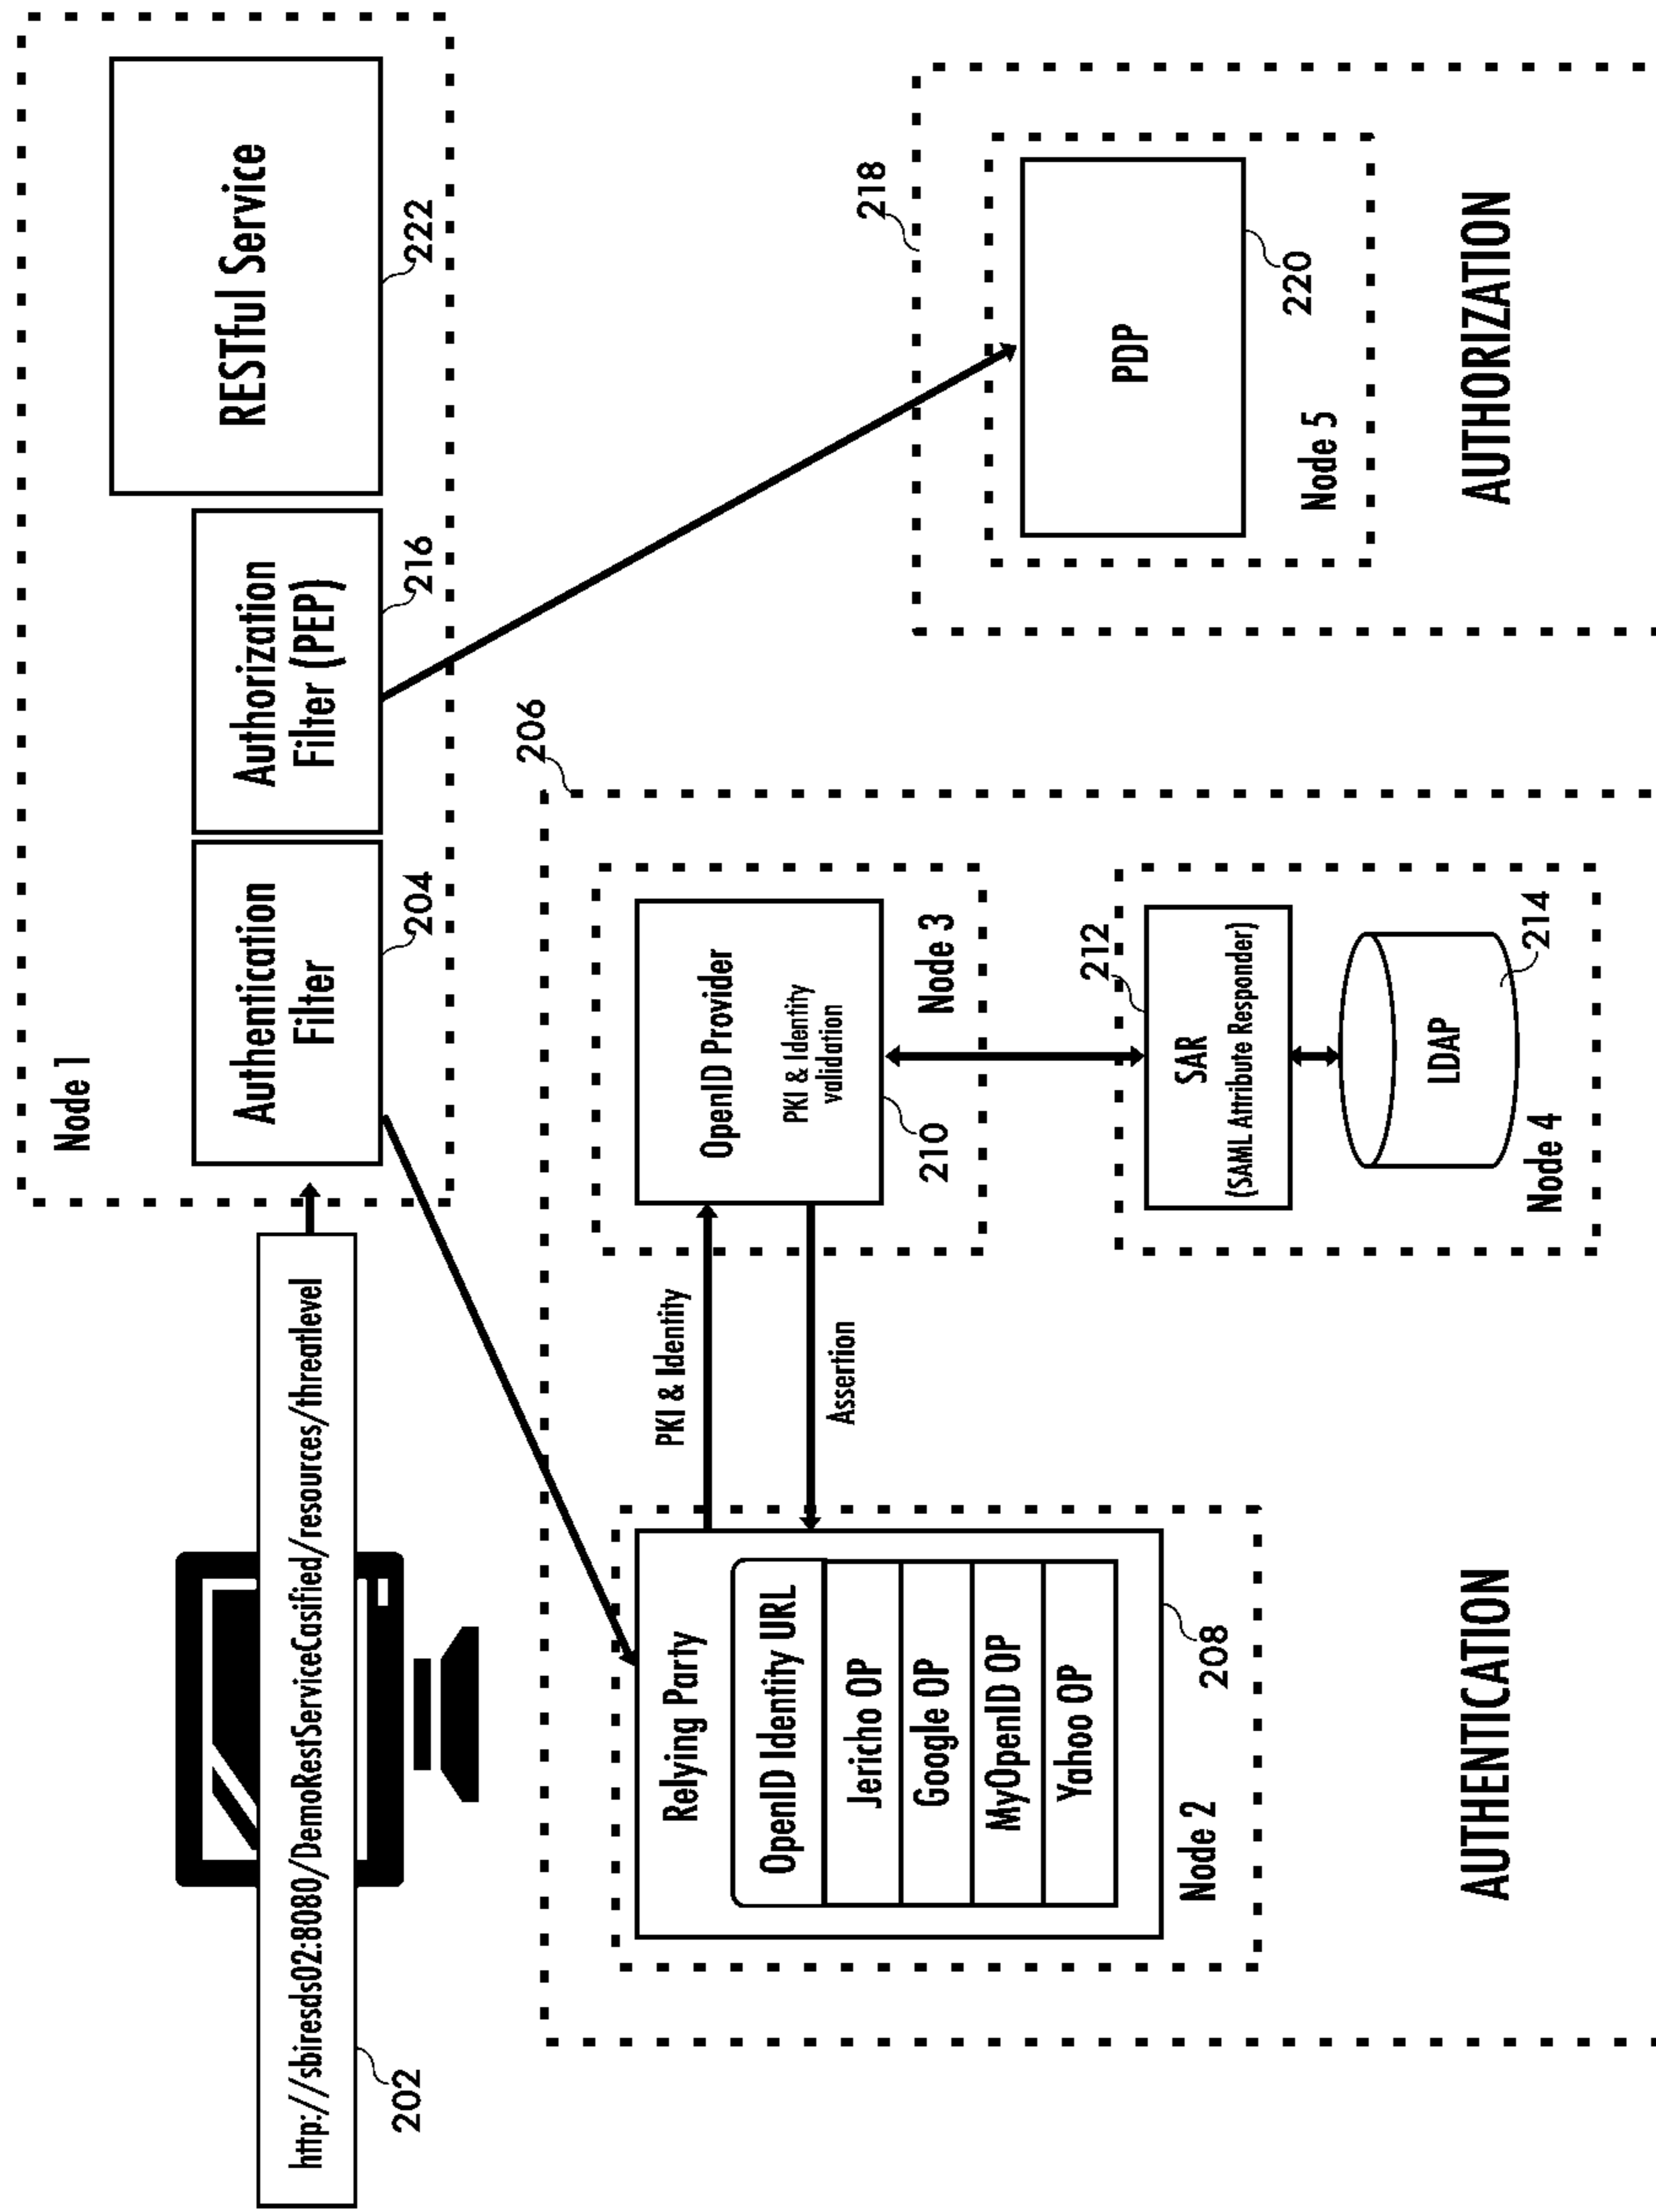 http://sbiresds02:8080/DemoRestServiceCasified/resources/threatlevel
202
Node 1
Authentication
Filter
204
Authorization
Filter (PEP)
216
RESTful Service
222
206
Relying Party
OpenID Identity URL
Jericho OP
Google OP
MyOpenID OP
Yahoo OP
208
Node 2
PKI & Identity
Assertion
OpenID Provider
PKI & Identity
validation
210
Node 3
212
SAR
(SAML Attribute Responder)
LDAP
214
Node 4
AUTHENTICATION
218
PDP
220
Node 5
AUTHORIZATION